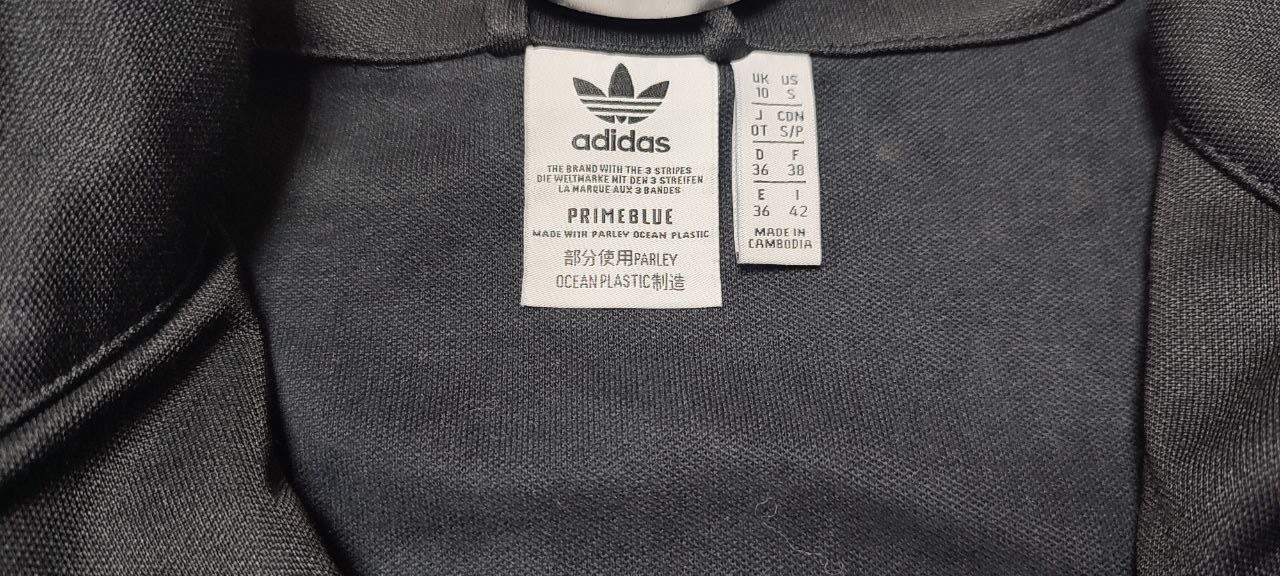 adidas
THE BRAND WITH THE 3 STRIPES
DIE WELTMARKE MIT DEN 3 STREIFEN
LA MARQUE AUX 3 BANDES
PRIMEBLUE
MADE WITH PARLEY OCEAN PLASTIC
部分使用PARLEY
OCEAN PLASTIC制造
UK US
10 S
J CDN
OT S/P
D F
36 38
E I
36 42
MADE IN
CAMBODIA